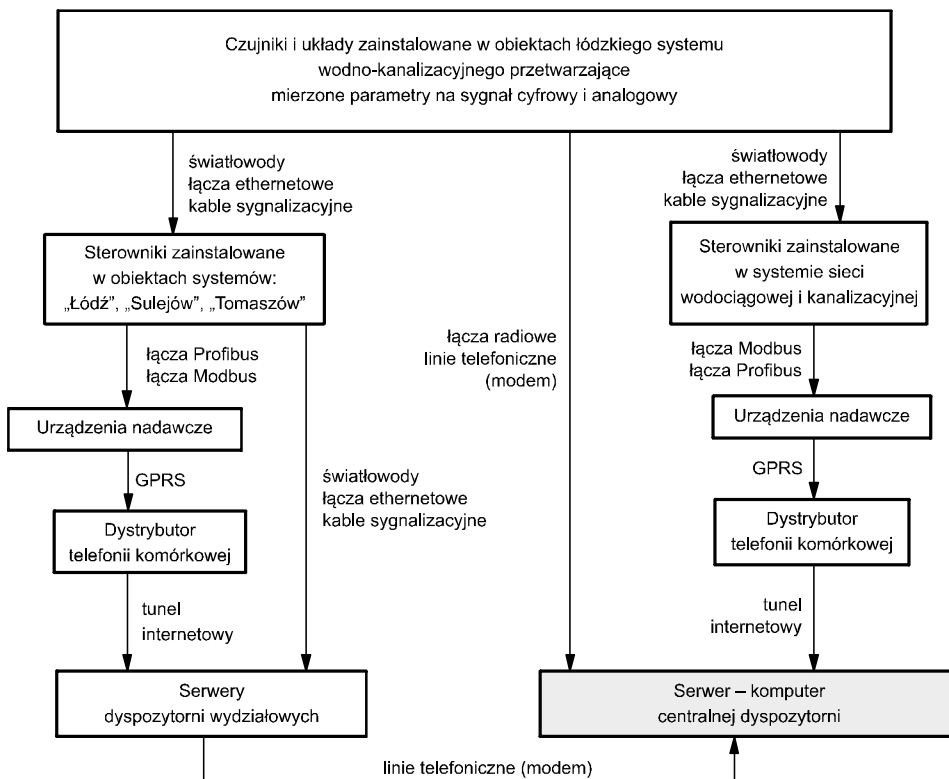 Czujniki i układy zainstalowane w obiektach łódzkiego systemu
wodno-kanalizacyjnego przetwarzające
mierzone parametry na sygnał cyfrowy i analogowy
światłowody
łącza ethernetowe
kable sygnalizacyjne
światłowody
łącza ethernetowe
kable sygnalizacyjne
Sterowniki zainstalowane
w obiektach systemów:
„Łódź”, „Sulejów”, „Tomaszów”
Sterowniki zainstalowane
w systemie sieci
wodociągowej i kanalizacyjnej
łącza Profibus
łącza Modbus
łącza radiowe
linie telefoniczne
(modem)
łącza Modbus
łącza Profibus
Urządzenia nadawcze
Urządzenia nadawcze
GPRS
światłowody
łącza ethernetowe
kable sygnalizacyjne
GPRS
Dystrybutor
telefonii komórkowej
Dystrybutor
telefonii komórkowej
tunel
internetowy
tunel
internetowy
Serwery
dyspozytorni wydziałowych
Serwer – komputer
centralnej dyspozytorni
linie telefoniczne (modem)